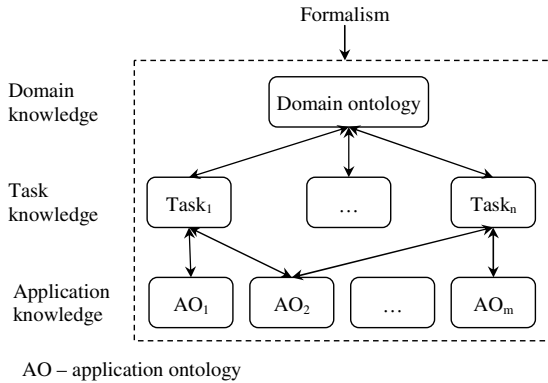 Formalism
Domain
knowledge
Domain ontology
Task
knowledge
Task₁
...
Taskₙ
Application
knowledge
AO₁
AO₂
...
AOₘ
AO – application ontology